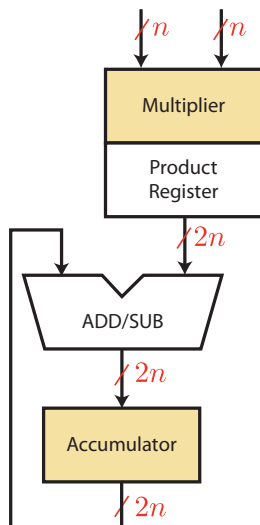 n n
Multiplier
Product
Register
2n
ADD/SUB
2n
Accumulator
2n